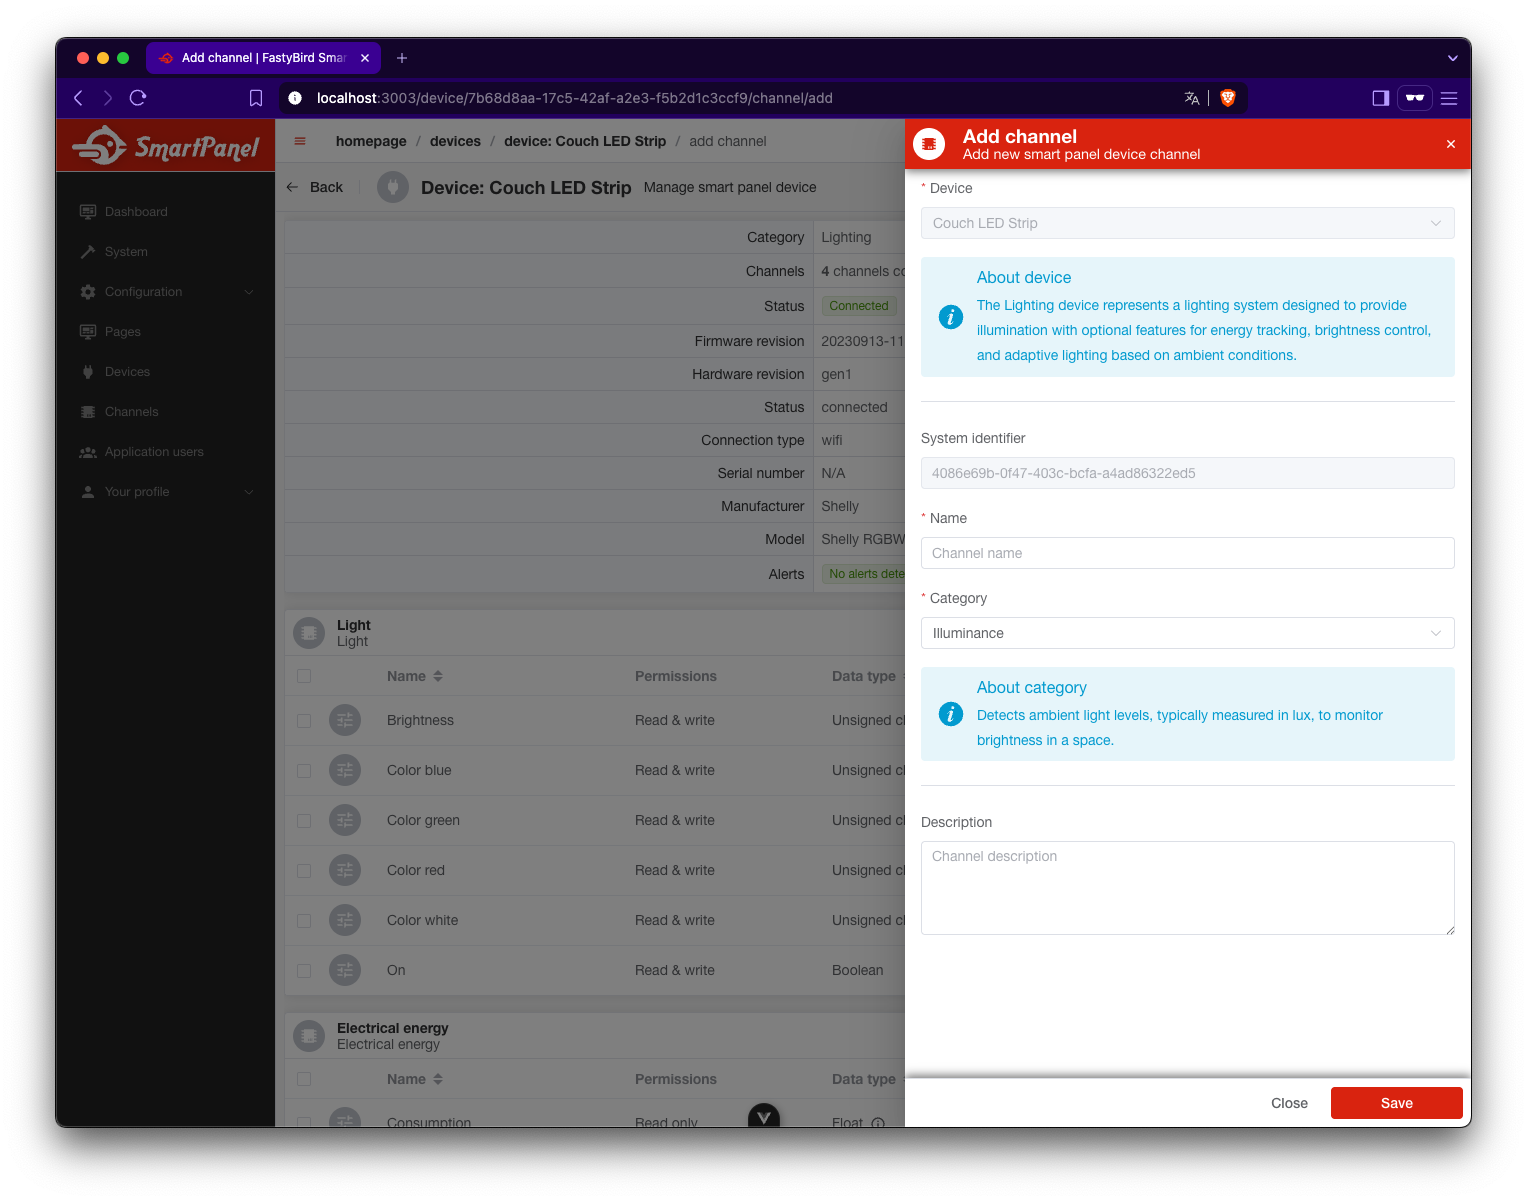 Add channel | FastyBird Smar
localhost:3003/device/7b68d8aa-17c5-42af-a2e3-f5b2d1c3ccf9/channel/add
SmartPanel
Dashboard
System
Configuration
Pages
Devices
Channels
Application users
Your profile
homepage / devices / device: Couch LED Strip / add channel
Back
Device: Couch LED Strip Manage smart panel device
Category Lighting
Channels 4 channels co
Status Connected
Firmware revision 20230913-11
Hardware revision gen1
Status connected
Connection type wifi
Serial number N/A
Manufacturer Shelly
Model Shelly RGBW
Alerts No alerts dete
Light
Light
Name Permissions Data type
Brightness Read & write Unsigned cl
Color blue Read & write Unsigned cl
Color green Read & write Unsigned cl
Color red Read & write Unsigned cl
Color white Read & write Unsigned cl
On Read & write Boolean
Electrical energy
Electrical energy
Name Permissions Data type
Consumption Read only Float
Add channel
Add new smart panel device channel
* Device
Couch LED Strip
About device
The Lighting device represents a lighting system designed to provide
illumination with optional features for energy tracking, brightness control,
and adaptive lighting based on ambient conditions.
System identifier
4086e69b-0f47-403c-bcfa-a4ad86322ed5
* Name
Channel name
* Category
Illuminance
About category
Detects ambient light levels, typically measured in lux, to monitor
brightness in a space.
Description
Channel description
Close
Save